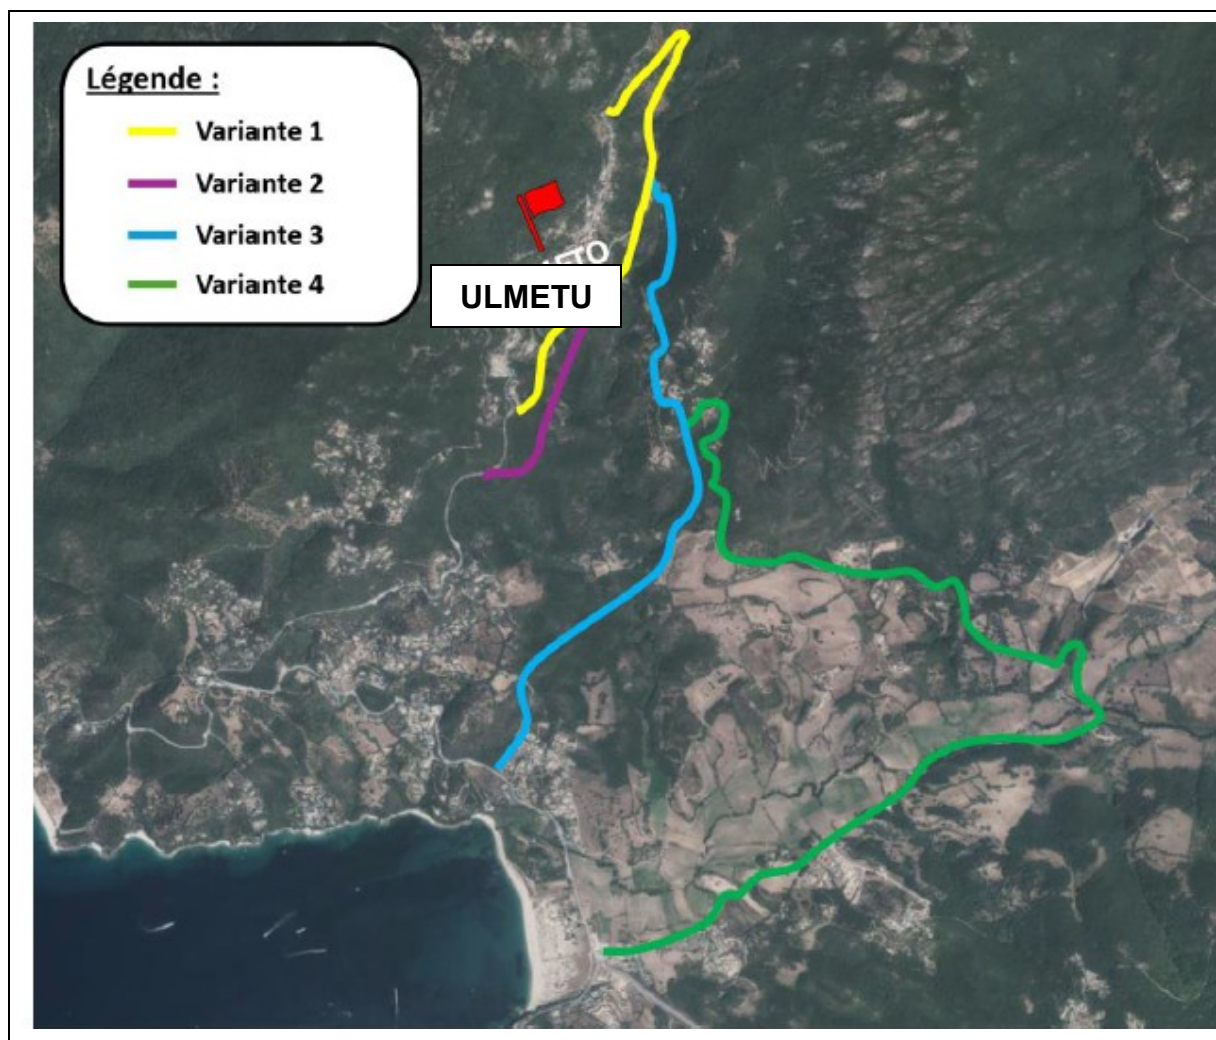 Légende :
Variante 1
Variante 2
Variante 3
Variante 4
ULMETU